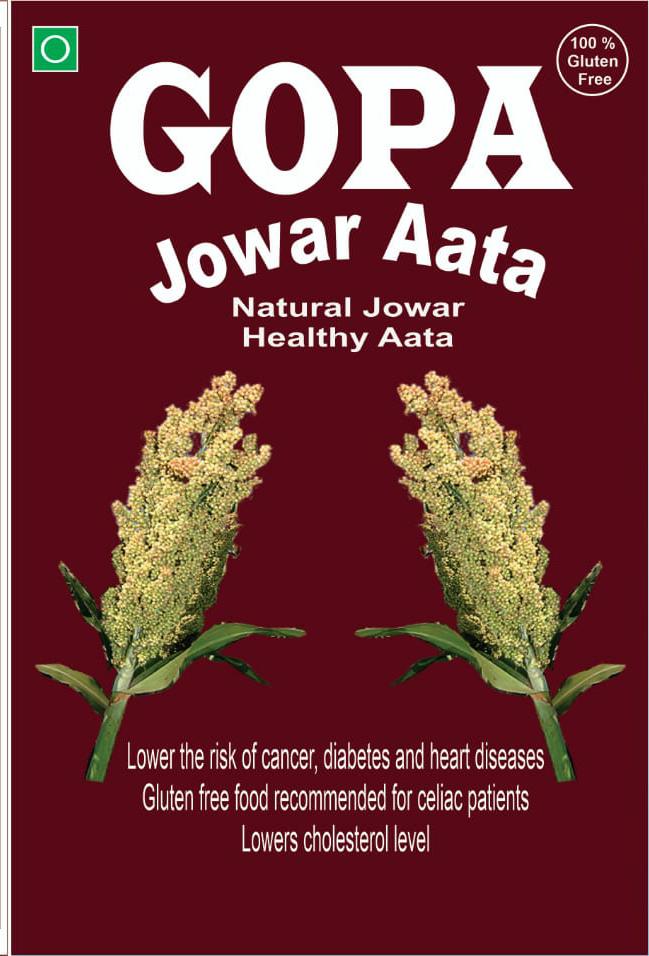 100 %
Gluten
Free
GOPA
Jowar Aata
Natural Jowar
Healthy Aata
Lower the risk of cancer, diabetes and heart diseases
Gluten free food recommended for celiac patients
Lowers cholesterol level